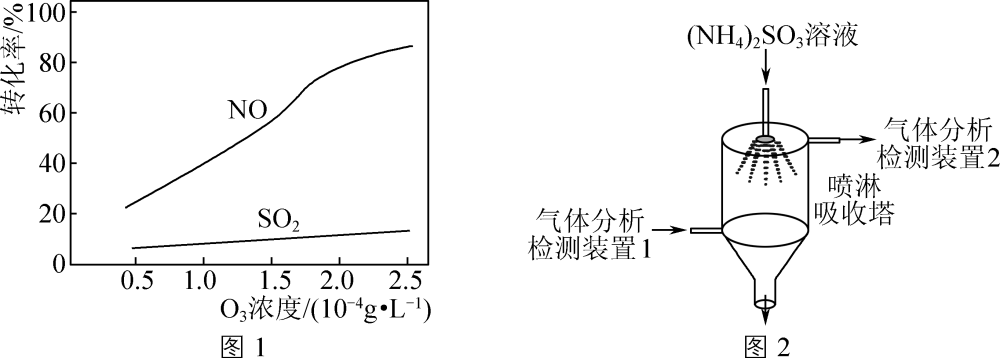 100
80
60
40
20
0
转化率/%
NO
SO₂
0.5 1.0 1.5 2.0 2.5
O₃浓度/(10⁻⁴g•L⁻¹)
图 1
(NH₄)₂SO₃溶液
气体分析
检测装置2
喷淋
吸收塔
气体分析
检测装置1
图 2